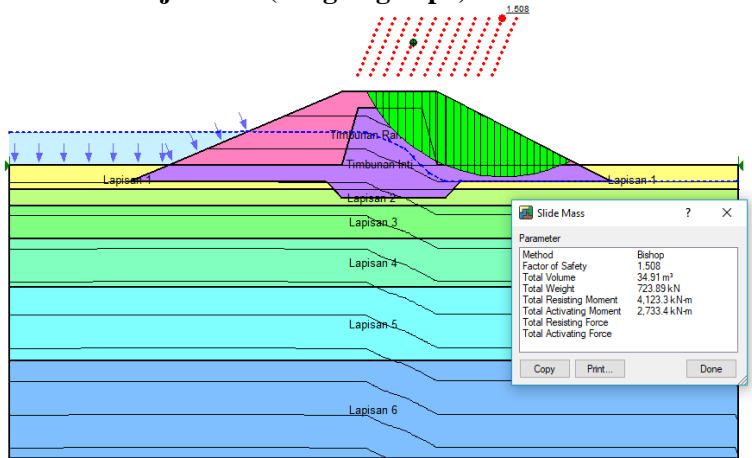 1.508
Timbunan Ran
Timbunan Inti
Lapisan 1
Lapisan 1
Lapisan 2
Lapisan 3
Lapisan 4
Lapisan 5
Lapisan 6
Slide Mass
?
Parameter
Method Bishop
Factor of Safety 1.508
Total Volume 34.91 m³
Total Weight 723.89 kN
Total Resisting Moment 4,123.3 kN-m
Total Activating Moment 2,733.4 kN-m
Total Resisting Force
Total Activating Force
Copy Print... Done